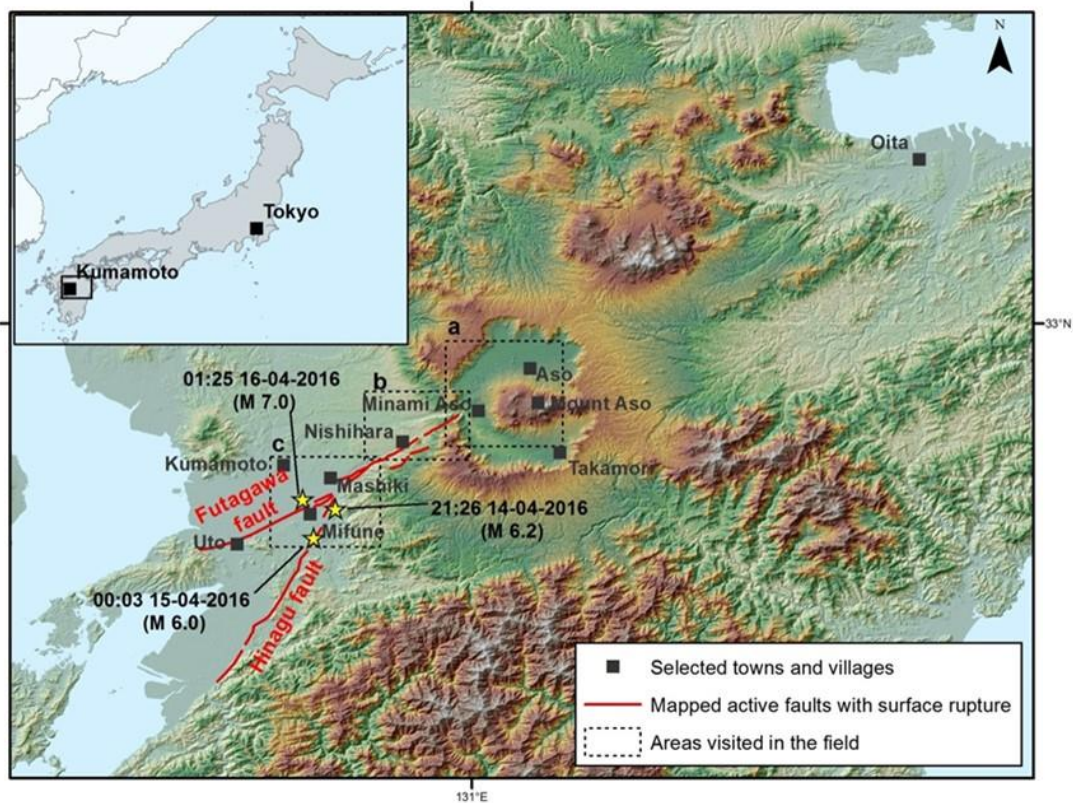 N
Oita
Tokyo
Kumamoto
33°N
a
01:25 16-04-2016
(M 7.0)
b
Aso
Minami Aso
Mount Aso
Nishihara
c
Kumamoto
Takamori
Mashiki
Futagawa
fault
21:26 14-04-2016
(M 6.2)
Mifune
Uto
00:03 15-04-2016
(M 6.0)
Hinagu fault
Selected towns and villages
Mapped active faults with surface rupture
Areas visited in the field
131°E